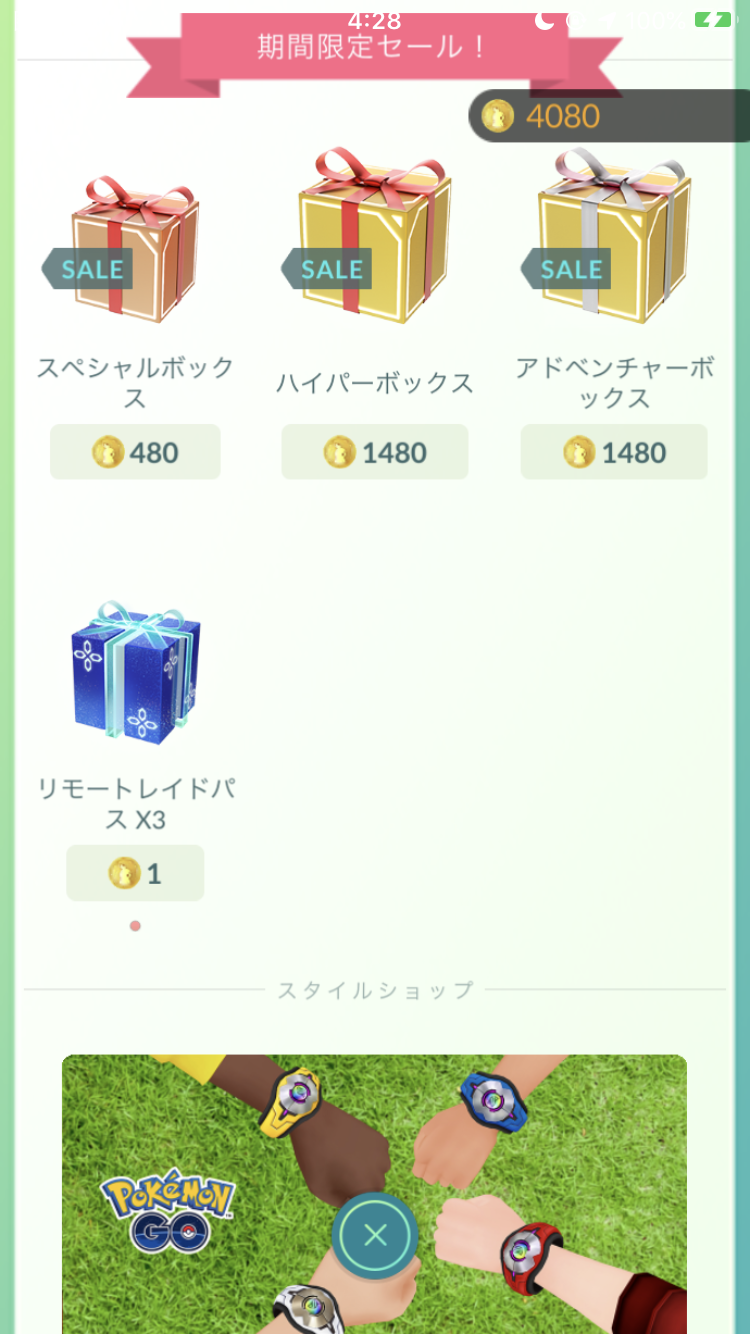 4:28
期間限定セール！
4080
SALE
SALE
SALE
スペシャルボック
ス
ハイパーボックス
アドベンチャーボ
ックス
480
1480
1480
リモートレイドパ
ス X3
1
スタイルショップ
POKéMON
GO